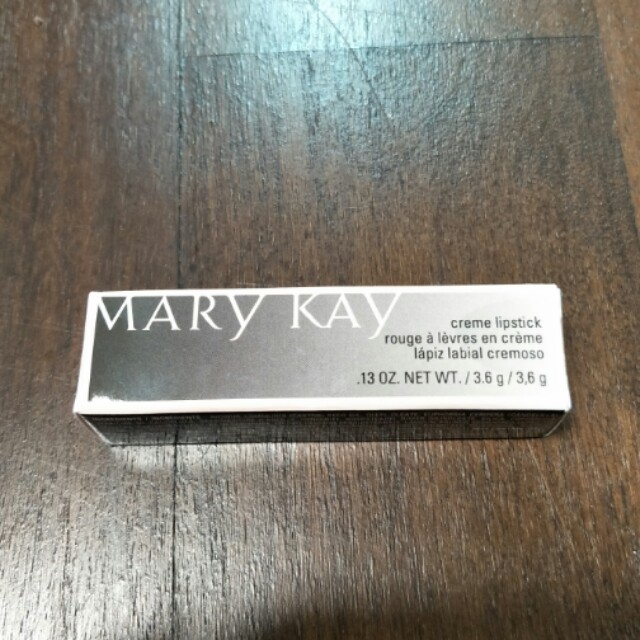 MARY KAY
creme lipstick
rouge à lèvres en crème
lápiz labial cremoso
.13 OZ. NET WT. / 3.6 g / 3,6 g